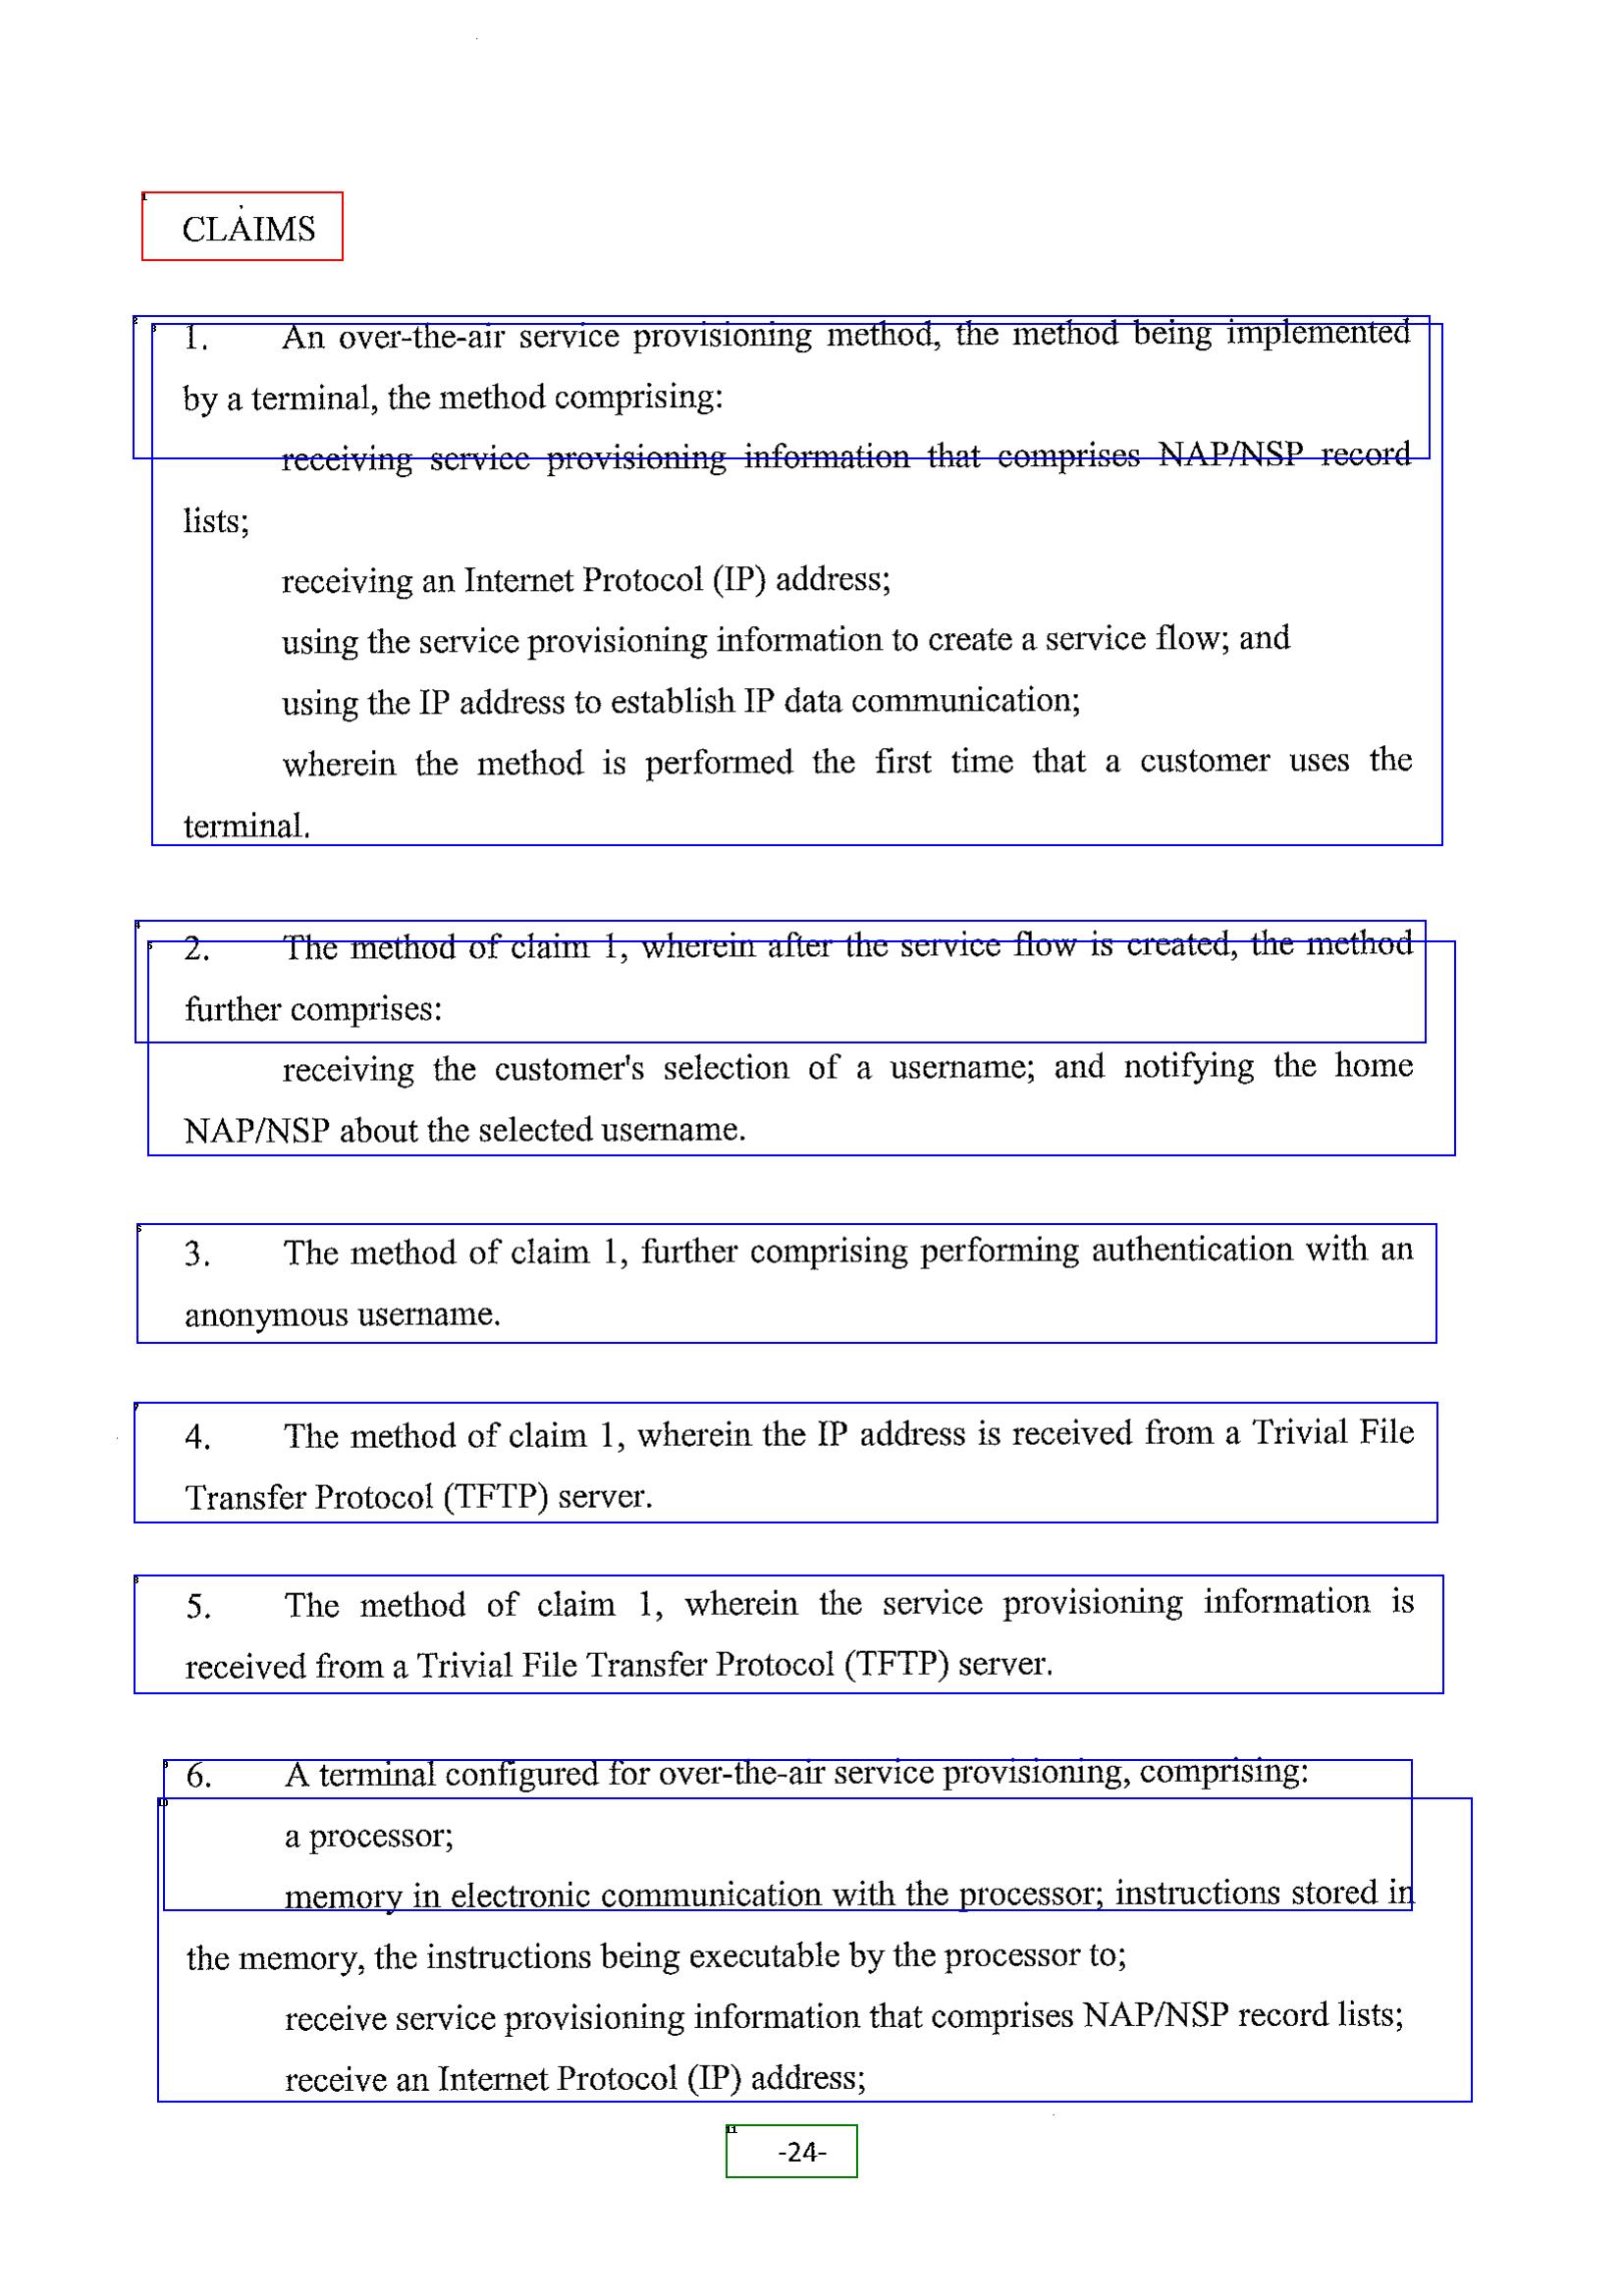 CLAIMS
1. An over-the-air service provisioning method, the method being implemented
by a terminal, the method comprising:
receiving service provisioning information that comprises NAP/NSP record
lists;
receiving an Internet Protocol (IP) address;
using the service provisioning information to create a service flow; and
using the IP address to establish IP data communication;
wherein the method is performed the first time that a customer uses the
terminal.
2. The method of claim 1, wherein after the service flow is created, the method
further comprises:
receiving the customer's selection of a username; and notifying the home
NAP/NSP about the selected username.
3. The method of claim 1, further comprising performing authentication with an
anonymous username.
4. The method of claim 1, wherein the IP address is received from a Trivial File
Transfer Protocol (TFTP) server.
5. The method of claim 1, wherein the service provisioning information is
received from a Trivial File Transfer Protocol (TFTP) server.
6. A terminal configured for over-the-air service provisioning, comprising:
a processor;
memory in electronic communication with the processor; instructions stored in
the memory, the instructions being executable by the processor to;
receive service provisioning information that comprises NAP/NSP record lists;
receive an Internet Protocol (IP) address;
-24-